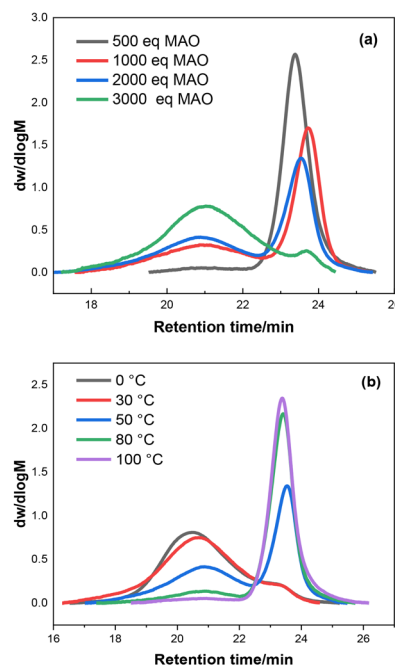 (a)
500 eq MAO
1000 eq MAO
2000 eq MAO
3000 eq MAO
dw/dlogM
3.0
2.5
2.0
1.5
1.0
0.5
0.0
18 20 22 24 26
Retention time/min
(b)
0 °C
30 °C
50 °C
80 °C
100 °C
dw/dlogM
2.5
2.0
1.5
1.0
0.5
0.0
16 18 20 22 24 26
Retention time/min